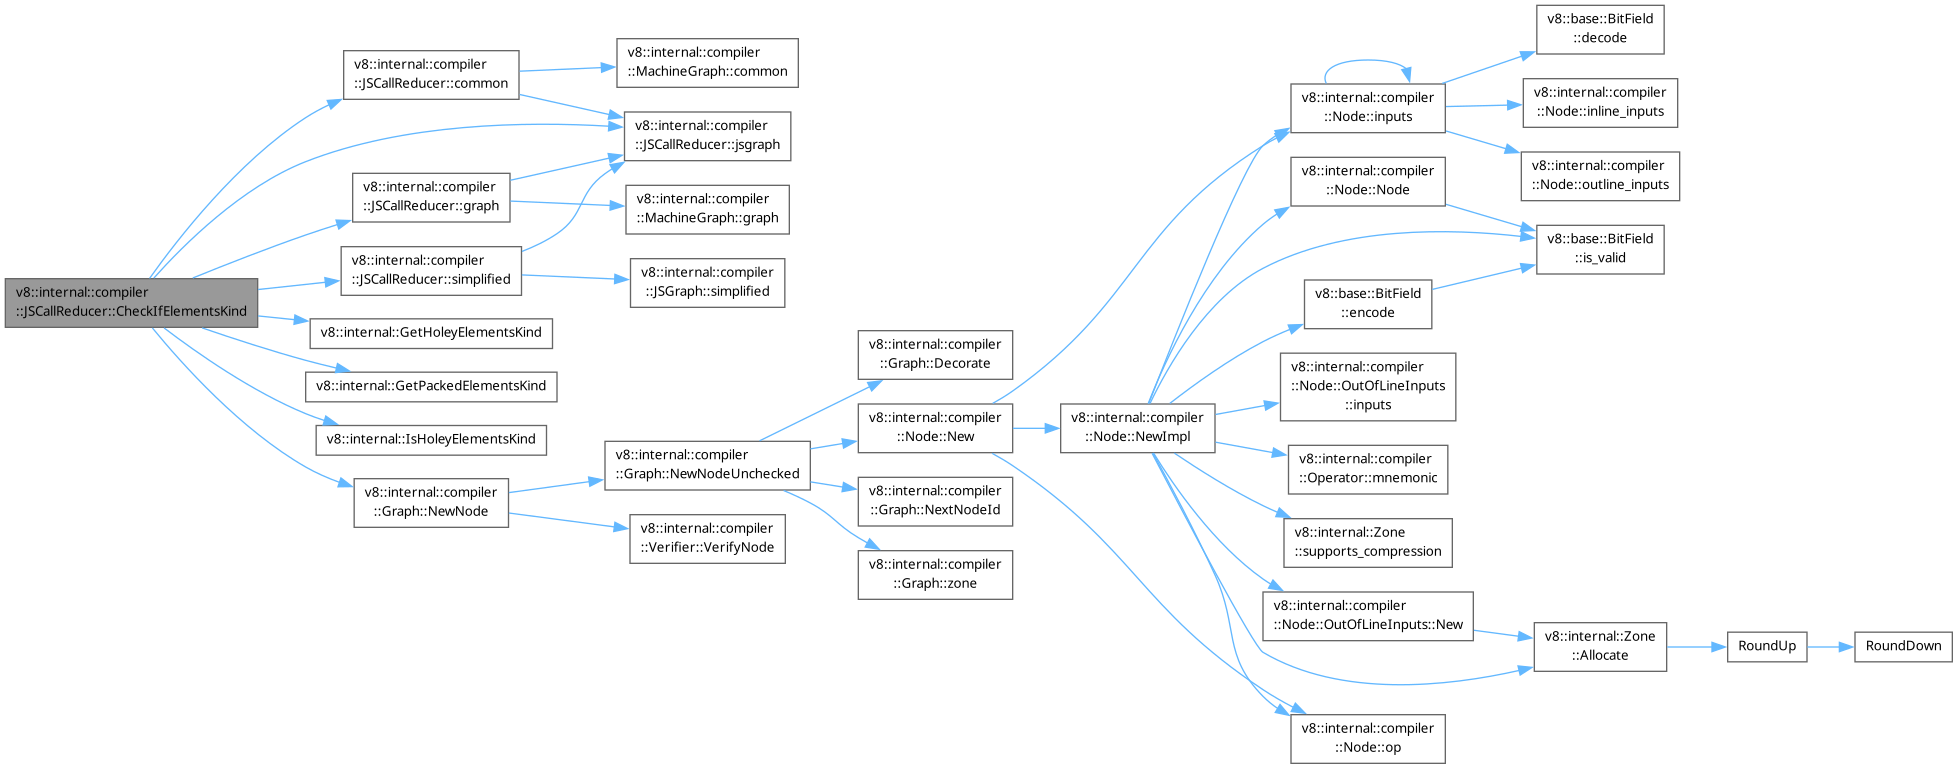 v8::internal::compiler
::JSCallReducer::CheckIfElementsKind
v8::internal::compiler
::JSCallReducer::common
v8::internal::compiler
::MachineGraph::common
v8::internal::compiler
::JSCallReducer::jsgraph
v8::internal::compiler
::JSCallReducer::graph
v8::internal::compiler
::MachineGraph::graph
v8::internal::compiler
::JSCallReducer::simplified
v8::internal::compiler
::JSGraph::simplified
v8::internal::GetHoleyElementsKind
v8::internal::GetPackedElementsKind
v8::internal::IsHoleyElementsKind
v8::internal::compiler
::Graph::NewNode
v8::internal::compiler
::Graph::NewNodeUnchecked
v8::internal::compiler
::Verifier::VerifyNode
v8::internal::compiler
::Graph::Decorate
v8::internal::compiler
::Node::New
v8::internal::compiler
::Graph::NextNodeId
v8::internal::compiler
::Graph::zone
v8::internal::compiler
::Node::NewImpl
v8::internal::compiler
::Node::inputs
v8::internal::compiler
::Node::Node
v8::base::BitField
::encode
v8::internal::compiler
::Node::OutOfLineInputs
::inputs
v8::internal::compiler
::Operator::mnemonic
v8::internal::Zone
::supports_compression
v8::internal::compiler
::Node::OutOfLineInputs::New
v8::internal::compiler
::Node::op
v8::base::BitField
::decode
v8::internal::compiler
::Node::inline_inputs
v8::internal::compiler
::Node::outline_inputs
v8::base::BitField
::is_valid
v8::internal::Zone
::Allocate
RoundUp
RoundDown